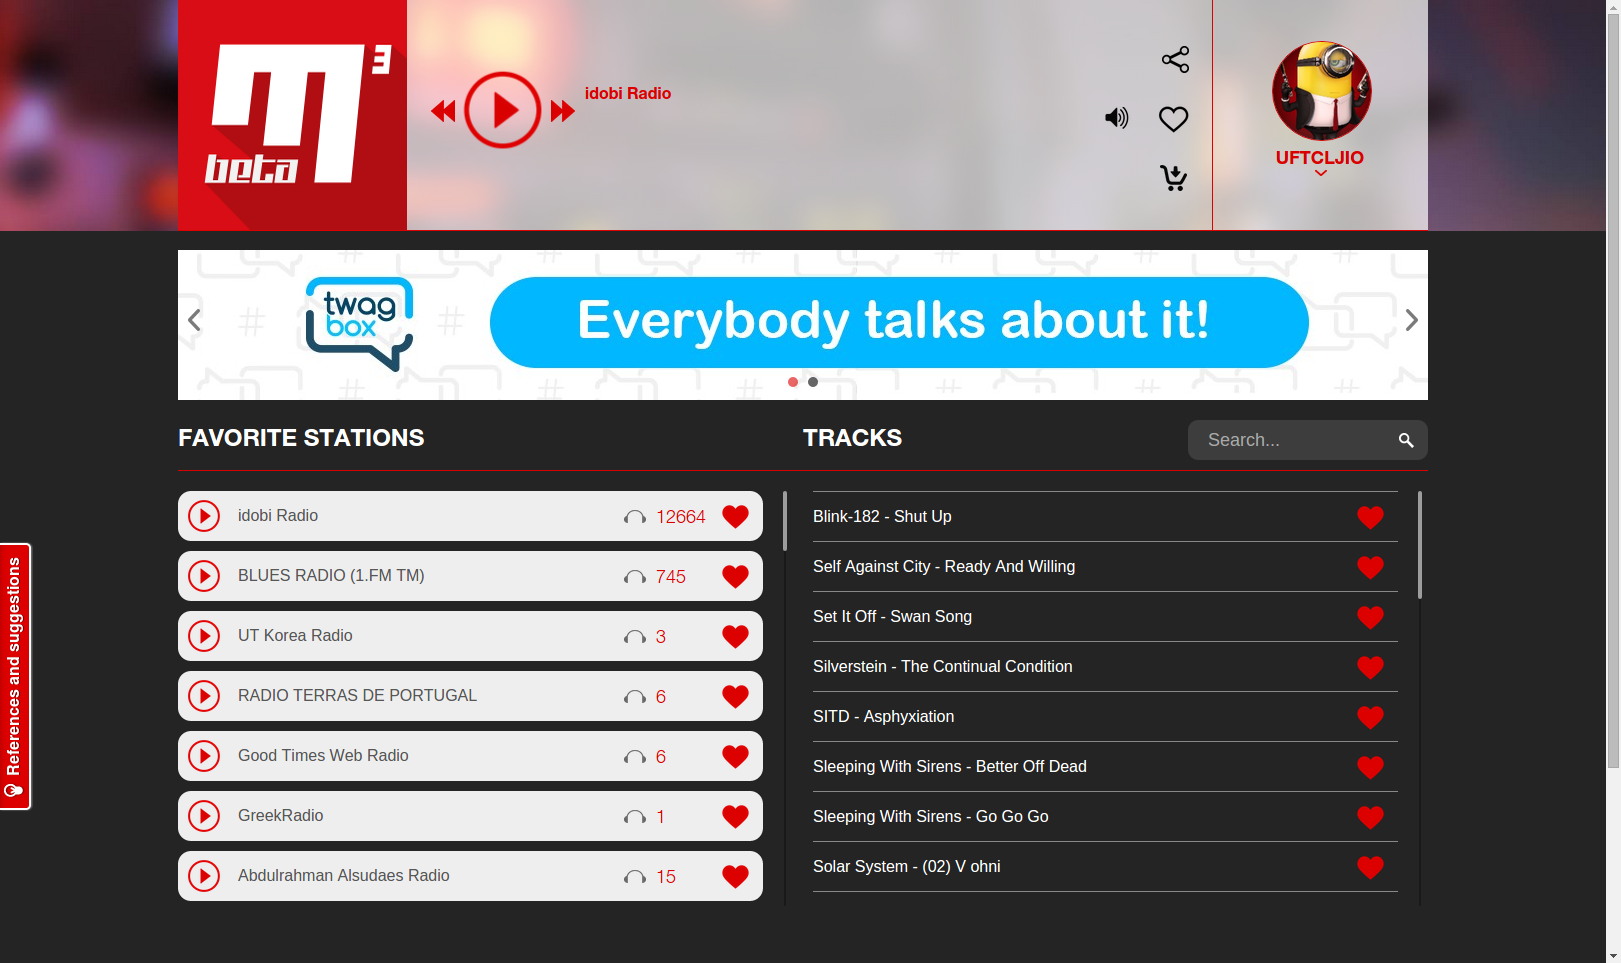 m3
beta
idobi Radio
UFTCLJIO
twag
box
Everybody talks about it!
FAVORITE STATIONS
TRACKS
Search...
idobi Radio 12664
BLUES RADIO (1.FM TM) 745
UT Korea Radio 3
RADIO TERRAS DE PORTUGAL 6
Good Times Web Radio 6
GreekRadio 1
Abdulrahman Alsudaes Radio 15
Blink-182 - Shut Up
Self Against City - Ready And Willing
Set It Off - Swan Song
Silverstein - The Continual Condition
SITD - Asphyxiation
Sleeping With Sirens - Better Off Dead
Sleeping With Sirens - Go Go Go
Solar System - (02) V ohni
References and suggestions